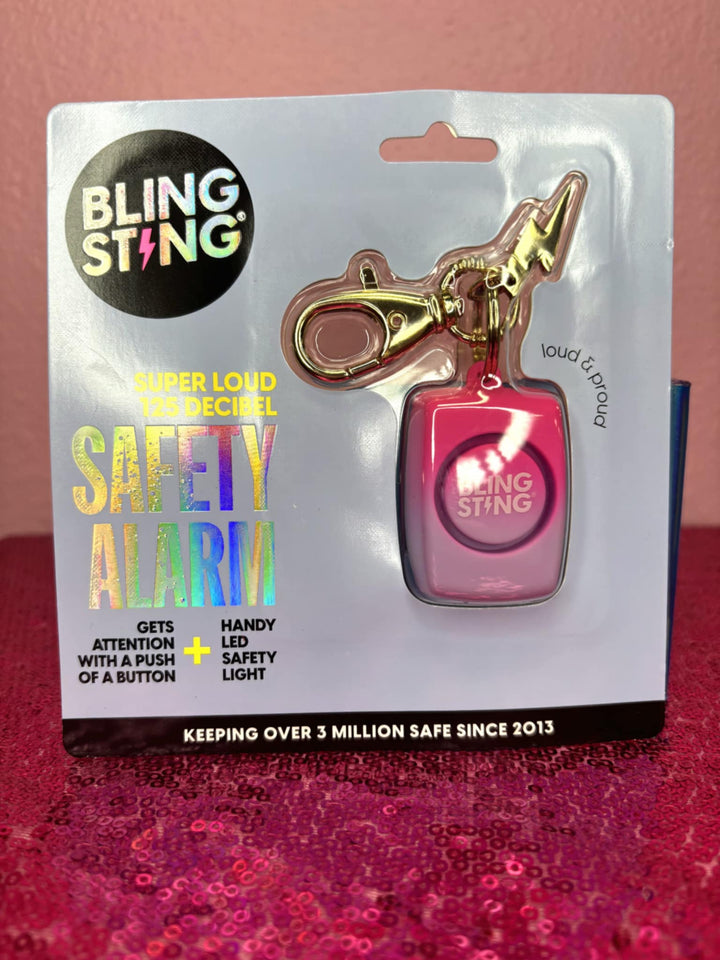 BLING
STING®
SUPER LOUD
125 DECIBEL
SAFETY
ALARM
GETS
ATTENTION
WITH A PUSH
OF A BUTTON
+
HANDY
LED
SAFETY
LIGHT
loud & proud
BLING
STING®
KEEPING OVER 3 MILLION SAFE SINCE 2013